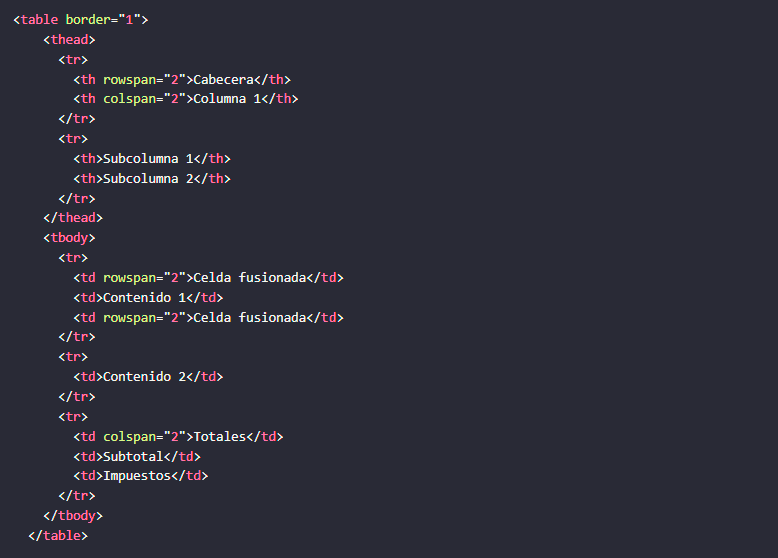 <table border="1">
    <thead>
      <tr>
        <th rowspan="2">Cabecera</th>
        <th colspan="2">Columna 1</th>
      </tr>
      <tr>
        <th>Subcolumna 1</th>
        <th>Subcolumna 2</th>
      </tr>
    </thead>
    <tbody>
      <tr>
        <td rowspan="2">Celda fusionada</td>
        <td>Contenido 1</td>
        <td rowspan="2">Celda fusionada</td>
      </tr>
      <tr>
        <td>Contenido 2</td>
      </tr>
      <tr>
        <td colspan="2">Totales</td>
        <td>Subtotal</td>
        <td>Impuestos</td>
      </tr>
    </tbody>
  </table>